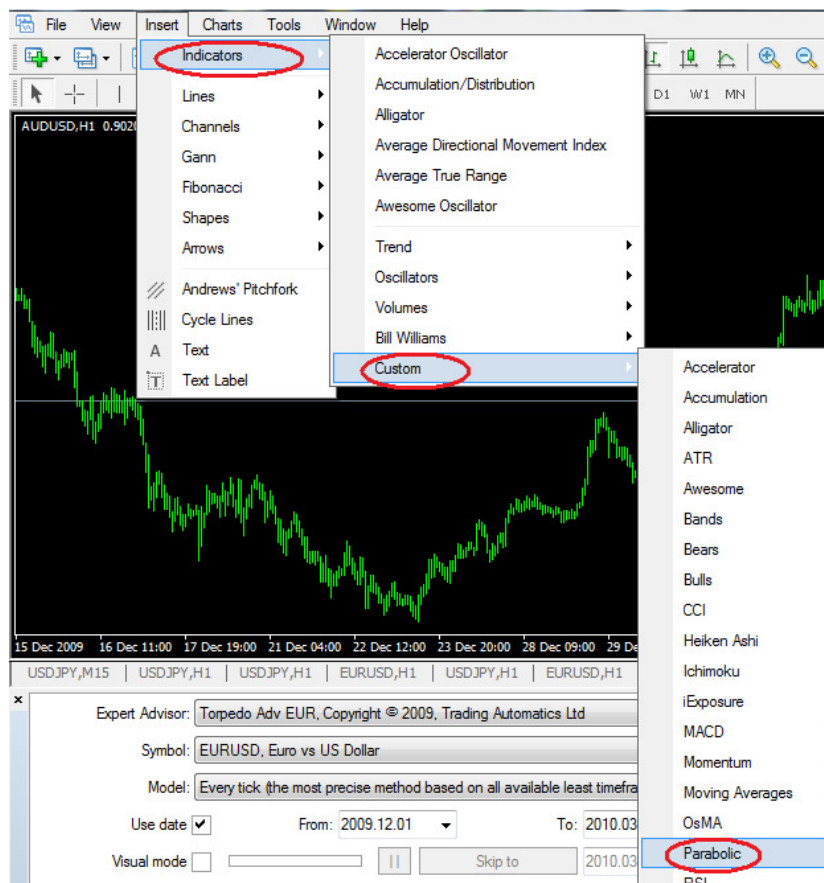 File View Insert Charts Tools Window Help
Indicators
Lines
Channels
Gann
Fibonacci
Shapes
Arrows
Andrews' Pitchfork
Cycle Lines
A Text
T Text Label
Accelerator Oscillator
Accumulation/Distribution
Alligator
Average Directional Movement Index
Average True Range
Awesome Oscillator
Trend
Oscillators
Volumes
Bill Williams
Custom
Accelerator
Accumulation
Alligator
ATR
Awesome
Bands
Bears
Bulls
CCI
Heiken Ashi
Ichimoku
iExposure
MACD
Momentum
Moving Averages
OsMA
Parabolic
D1 W1 MN
AUDUSD,H1 0.902
15 Dec 2009 16 Dec 11:00 17 Dec 19:00 21 Dec 04:00 22 Dec 12:00 23 Dec 20:00 28 Dec 09:00 29 De
USDJPY,M15 USDJPY,H1 USDJPY,H1 EURUSD,H1 USDJPY,H1 EURUSD,H1
Expert Advisor: Torpedo Adv EUR, Copyright © 2009, Trading Automatics Ltd
Symbol: EURUSD, Euro vs US Dollar
Model: Every tick (the most precise method based on all available least timefra
Use date From: 2009.12.01 To: 2010.03
Visual mode Skip to 2010.03